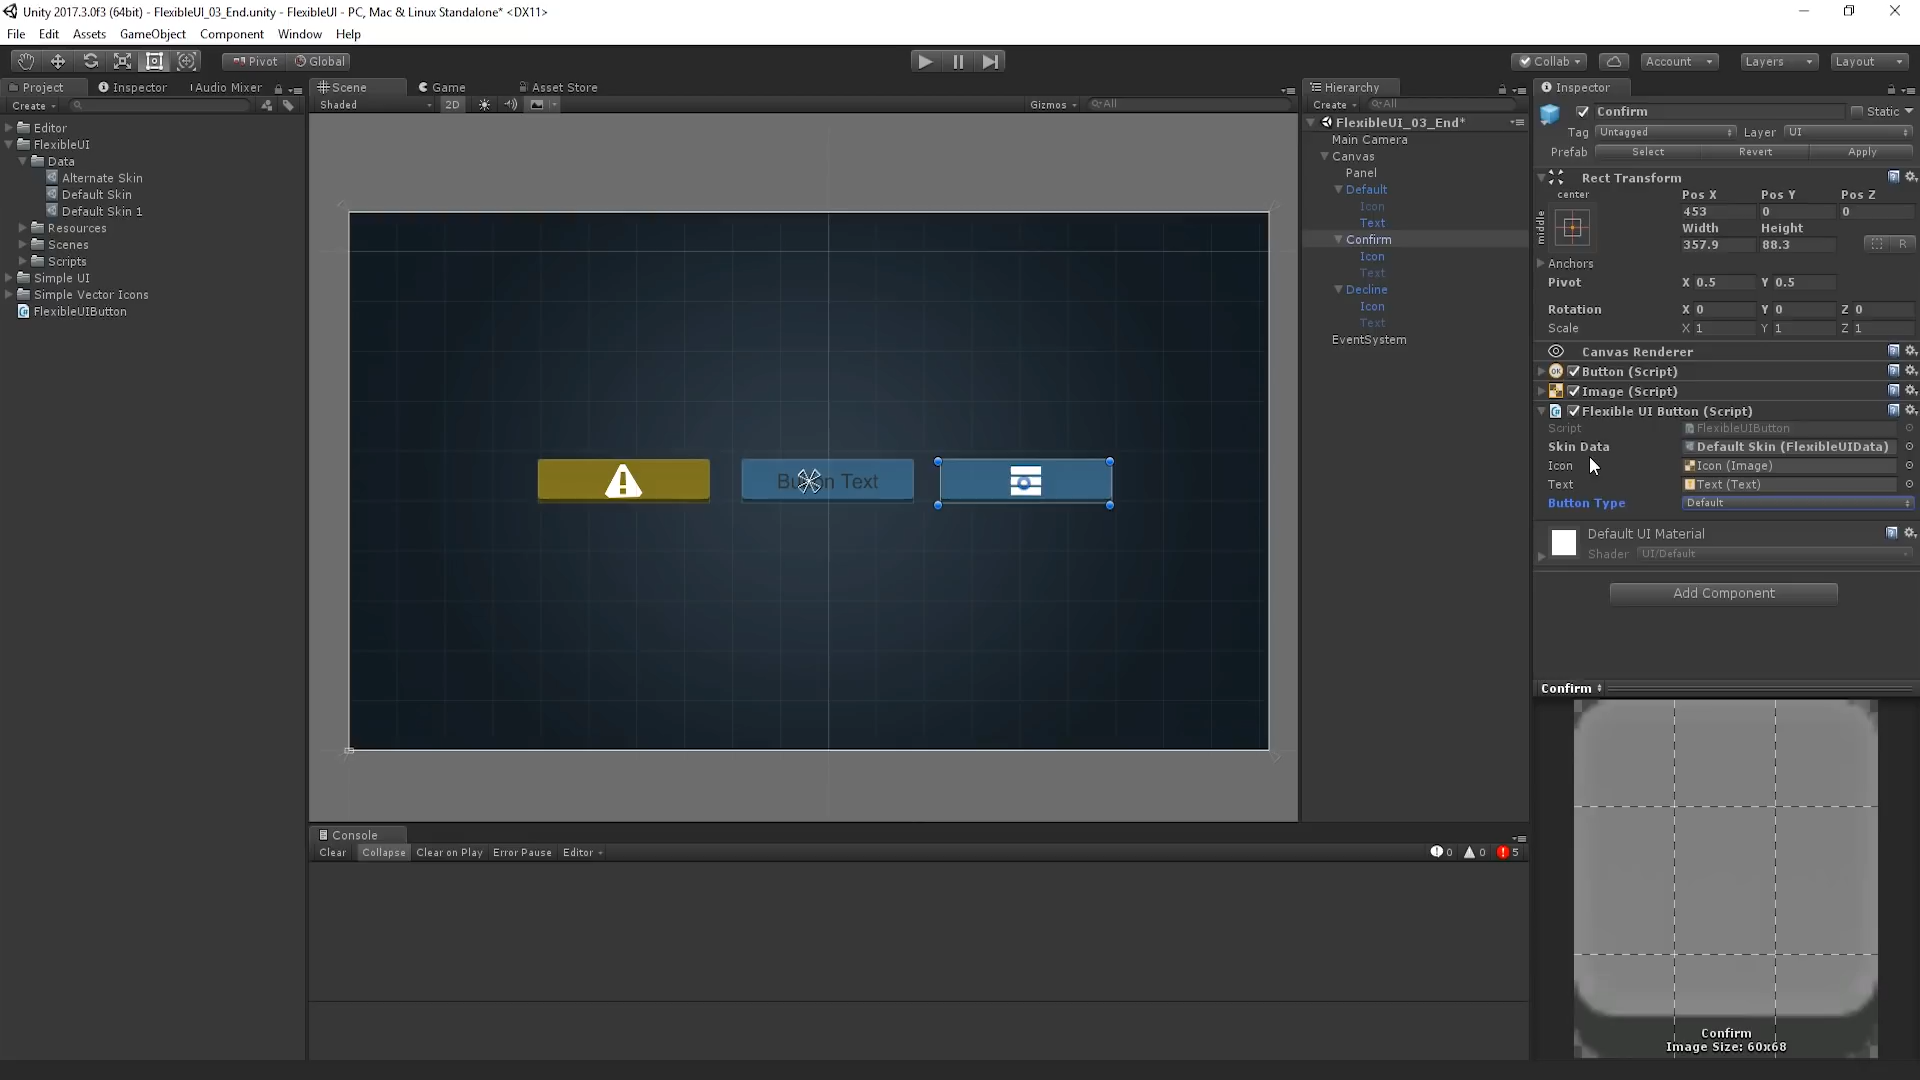 Unity 2017.3.0f3 (64bit) - FlexibleUI_03_End.unity - FlexibleUI - PC, Mac & Linux Standalone* <DX11>
File Edit Assets GameObject Component Window Help
Pivot Global
Collab Account Layers Layout
Project Inspector Audio Mixer
Create
Editor
FlexibleUI
Data
Alternate Skin
Default Skin
Default Skin 1
Resources
Scenes
Scripts
Simple UI
Simple Vector Icons
FlexibleUIButton
Scene Game Asset Store
Shaded 2D Gizmos All
Button Text
Console
Clear Collapse Clear on Play Error Pause Editor 0 0 5
Hierarchy
Create All
FlexibleUI_03_End*
Main Camera
Canvas
Panel
Default
Icon
Text
Confirm
Icon
Text
Decline
Icon
Text
EventSystem
Inspector
Confirm Static
Tag Untagged Layer UI
Prefab Select Revert Apply
Rect Transform
center Pos X Pos Y Pos Z
middle 453 0 0
Width Height
357.9 88.3 R
Anchors
Pivot X 0.5 Y 0.5
Rotation X 0 Y 0 Z 0
Scale X 1 Y 1 Z 1
Canvas Renderer
Button (Script)
Image (Script)
Flexible UI Button (Script)
Script FlexibleUIButton
Skin Data Default Skin (FlexibleUIData)
Icon Icon (Image)
Text Text (Text)
Button Type Default
Default UI Material
Shader UI/Default
Add Component
Confirm
Confirm
Image Size: 60x68